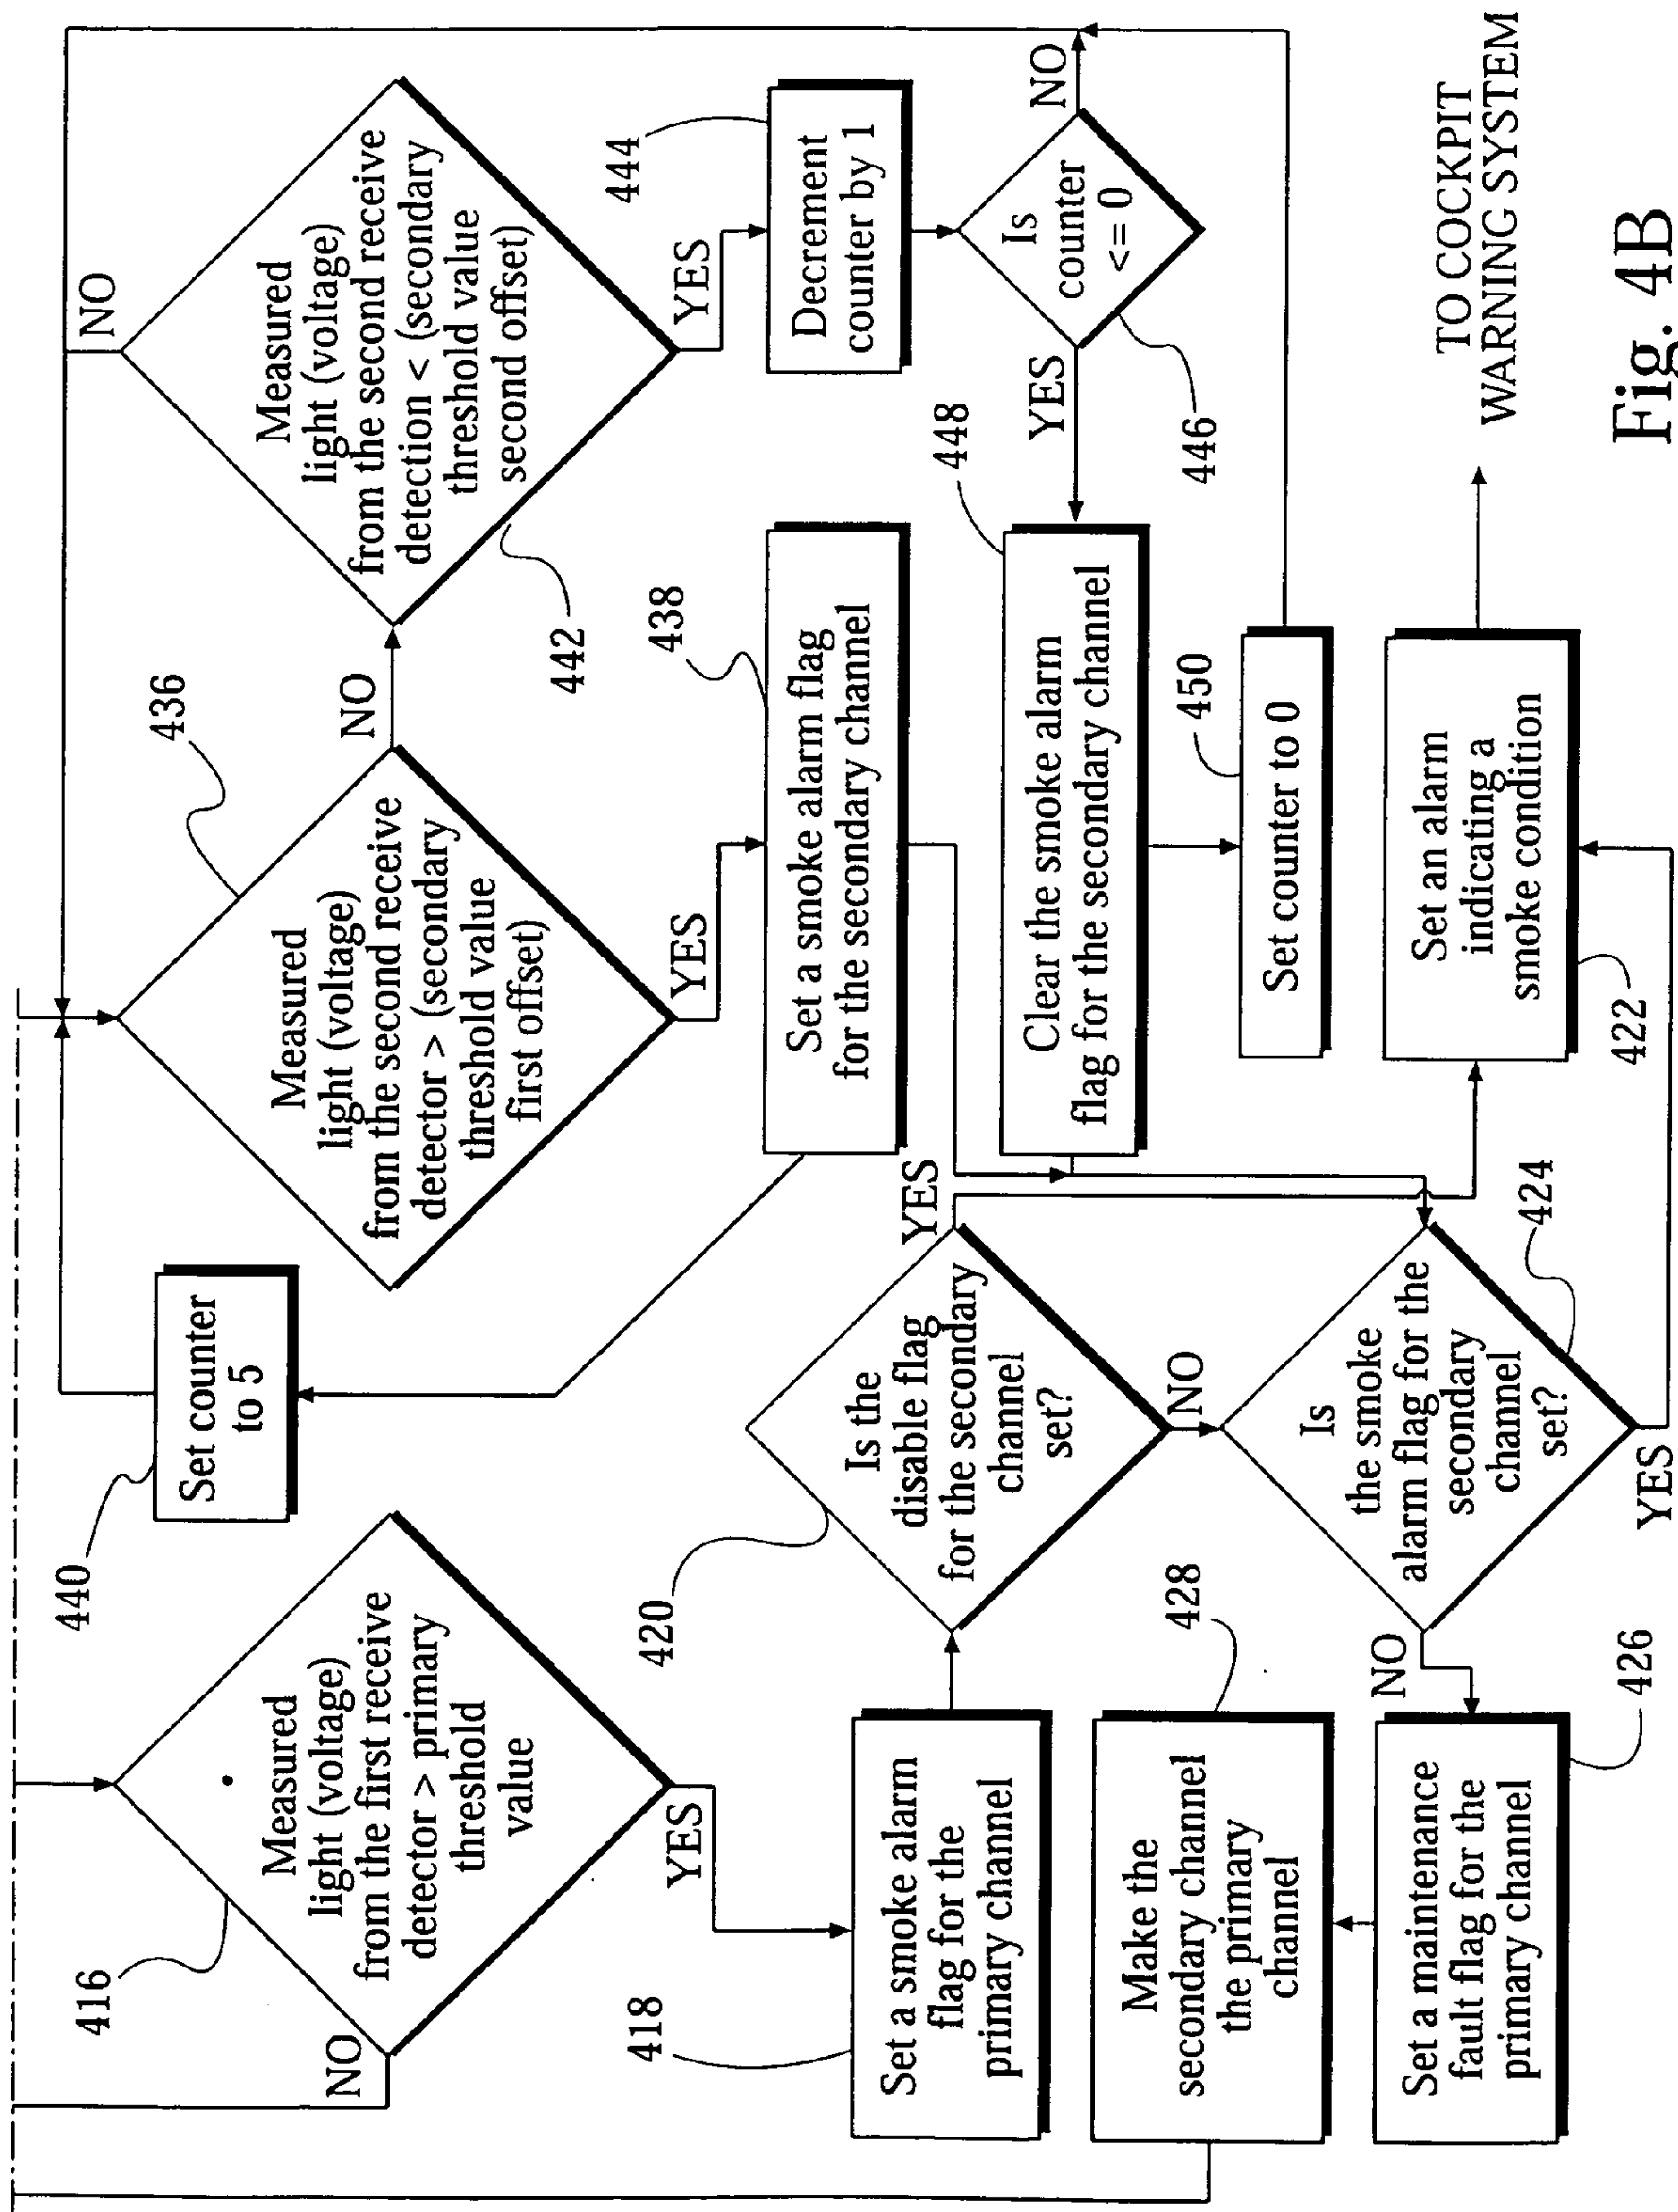 416
Measured
light (voltage)
from the first receive
detector > primary
threshold
value
NO
YES
440
Set counter
to 5
436
Measured
light (voltage)
from the second receive
detector > (secondary
threshold value
first offset)
NO
YES
442
Measured
light (voltage)
from the second receive
detection < (secondary
threshold value
second offset)
NO
YES
418
Set a smoke alarm
flag for the
primary channel
420
Is the
disable flag
for the secondary
channel
set?
YES
NO
438
Set a smoke alarm flag
for the secondary channel
444
Decrement
counter by 1
446
Is
counter
<= 0
NO
YES
448
Clear the smoke alarm
flag for the secondary channel
450
Set counter to 0
428
Make the
secondary channel
the primary
channel
426
Set a maintenance
fault flag for the
primary channel
424
Is
the smoke
alarm flag for the
secondary
channel
set?
NO
YES
422
Set an alarm
indicating a
smoke condition
TO COCKPIT
WARNING SYSTEM
Fig. 4B